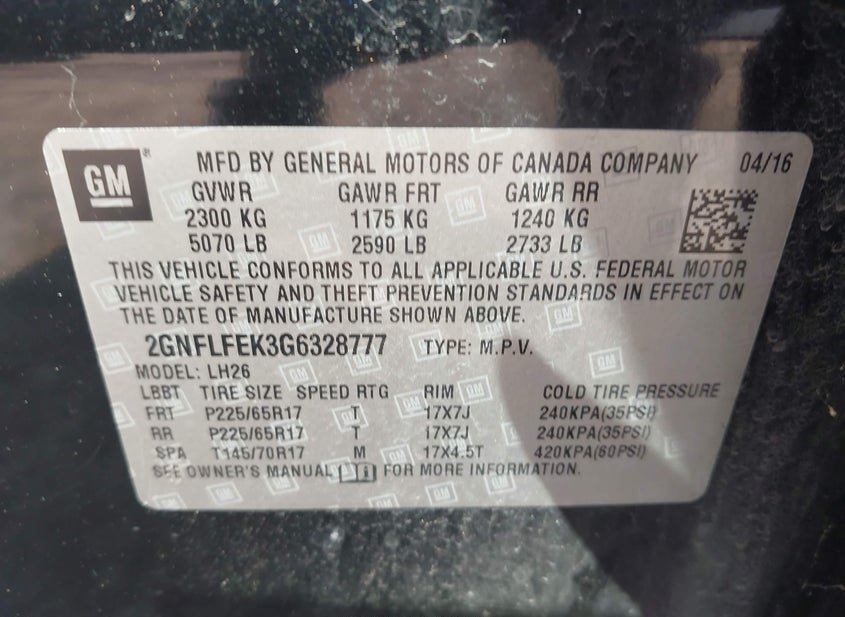 GM ® MFD BY GENERAL MOTORS OF CANADA COMPANY 04/16
GVWR GAWR FRT GAWR RR
2300 KG 1175 KG 1240 KG
5070 LB 2590 LB 2733 LB
THIS VEHICLE CONFORMS TO ALL APPLICABLE U.S. FEDERAL MOTOR
VEHICLE SAFETY AND THEFT PREVENTION STANDARDS IN EFFECT ON
THE DATE OF MANUFACTURE SHOWN ABOVE.
2GNFLFEK3G6328777 TYPE: M.P.V.
MODEL: LH26
LBBT TIRE SIZE SPEED RTG RIM COLD TIRE PRESSURE
FRT P225/65R17 T 17X7J 240KPA(35PSI)
RR P225/65R17 T 17X7J 240KPA(35PSI)
SPA T145/70R17 M 17X4.5T 420KPA(60PSI)
SEE OWNER'S MANUAL FOR MORE INFORMATION.